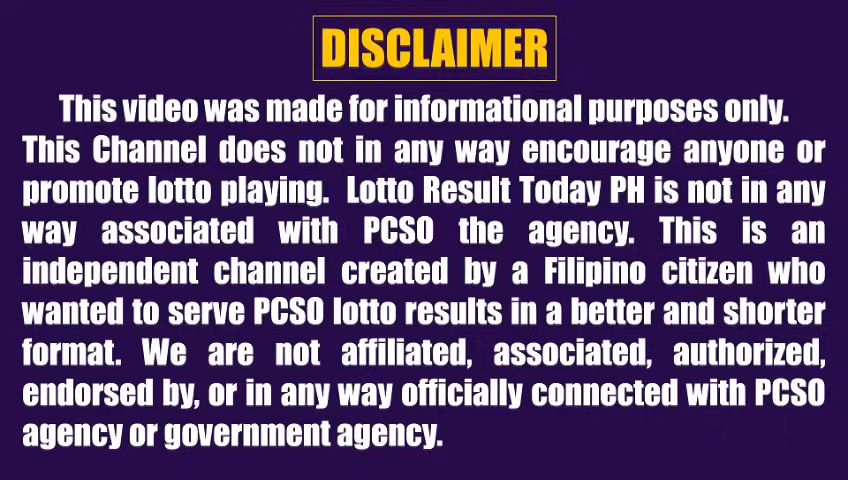 DISCLAIMER
This video was made for informational purposes only.
This Channel does not in any way encourage anyone or
promote lotto playing. Lotto Result Today PH is not in any
way associated with PCSO the agency. This is an
independent channel created by a Filipino citizen who
wanted to serve PCSO lotto results in a better and shorter
format. We are not affiliated, associated, authorized,
endorsed by, or in any way officially connected with PCSO
agency or government agency.